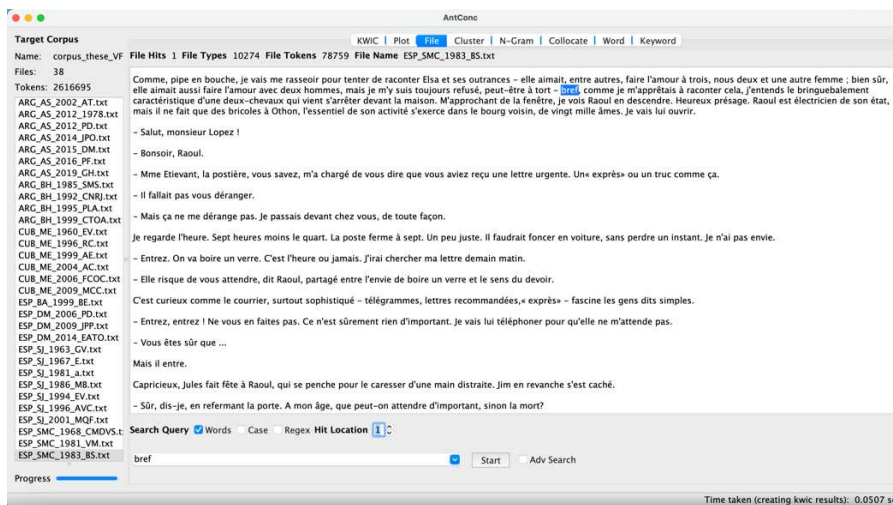 AntConc
Target Corpus
KWIC Plot File Cluster N-Gram Collocate Word Keyword
Name: corpus_these_VF File Hits 1 File Types 10274 File Tokens 78759 File Name ESP_SMC_1983_BS.txt
Files: 38
Tokens: 2616695
ARG_AS_2002_AT.txt
ARG_AS_2012_1978.txt
ARG_AS_2012_PD.txt
ARG_AS_2014_JPO.txt
ARG_AS_2015_DM.txt
ARG_AS_2016_PF.txt
ARG_AS_2019_GH.txt
ARG_BH_1985_SMS.txt
ARG_BH_1992_CNRJ.txt
ARG_BH_1995_PLA.txt
ARG_BH_1999_CTOA.txt
CUB_ME_1960_EV.txt
CUB_ME_1996_RC.txt
CUB_ME_1999_AE.txt
CUB_ME_2004_AC.txt
CUB_ME_2006_FCOC.txt
CUB_ME_2009_MCC.txt
ESP_BA_1999_BE.txt
ESP_DM_2006_PD.txt
ESP_DM_2009_JPP.txt
ESP_DM_2014_EATO.txt
ESP_SJ_1963_GV.txt
ESP_SJ_1967_E.txt
ESP_SJ_1981_a.txt
ESP_SJ_1986_MB.txt
ESP_SJ_1994_EV.txt
ESP_SJ_1996_AVC.txt
ESP_SJ_2001_MQF.txt
ESP_SMC_1968_CMDVS.t
ESP_SMC_1981_VM.txt
ESP_SMC_1983_BS.txt
Progress
Comme, pipe en bouche, je vais me rasseoir pour tenter de raconter Elsa et ses outrances – elle aimait, entre autres, faire l'amour à trois, nous deux et une autre femme ; bien sûr,
elle aimait aussi faire l'amour avec deux hommes, mais je m'y suis toujours refusé, peut-être à tort – bref, comme je m'apprêtais à raconter cela, j'entends le bringuebalement
caractéristique d'une deux-chevaux qui vient s'arrêter devant la maison. M'approchant de la fenêtre, je vois Raoul en descendre. Heureux présage. Raoul est électricien de son état,
mais il ne fait que des bricoles à Othon, l'essentiel de son activité s'exerce dans le bourg voisin, de vingt mille âmes. Je vais lui ouvrir.
– Salut, monsieur Lopez !
– Bonsoir, Raoul.
– Mme Etievant, la postière, vous savez, m'a chargé de vous dire que vous aviez reçu une lettre urgente. Un« exprès» ou un truc comme ça.
– Il fallait pas vous déranger.
– Mais ça ne me dérange pas. Je passais devant chez vous, de toute façon.
Je regarde l'heure. Sept heures moins le quart. La poste ferme à sept. Un peu juste. Il faudrait foncer en voiture, sans perdre un instant. Je n'ai pas envie.
– Entrez. On va boire un verre. C'est l'heure ou jamais. J'irai chercher ma lettre demain matin.
– Elle risque de vous attendre, dit Raoul, partagé entre l'envie de boire un verre et le sens du devoir.
C'est curieux comme le courrier, surtout sophistiqué – télégrammes, lettres recommandées,« exprès» – fascine les gens dits simples.
– Entrez, entrez ! Ne vous en faites pas. Ce n'est sûrement rien d'important. Je vais lui téléphoner pour qu'elle ne m'attende pas.
– Vous êtes sûr que ...
Mais il entre.
Capricieux, Jules fait fête à Raoul, qui se penche pour le caresser d'une main distraite. Jim en revanche s'est caché.
– Sûr, dis-je, en refermant la porte. A mon âge, que peut-on attendre d'important, sinon la mort?
Search Query Words Case Regex Hit Location 1
bref Start Adv Search
Time taken (creating kwic results): 0.0507 s